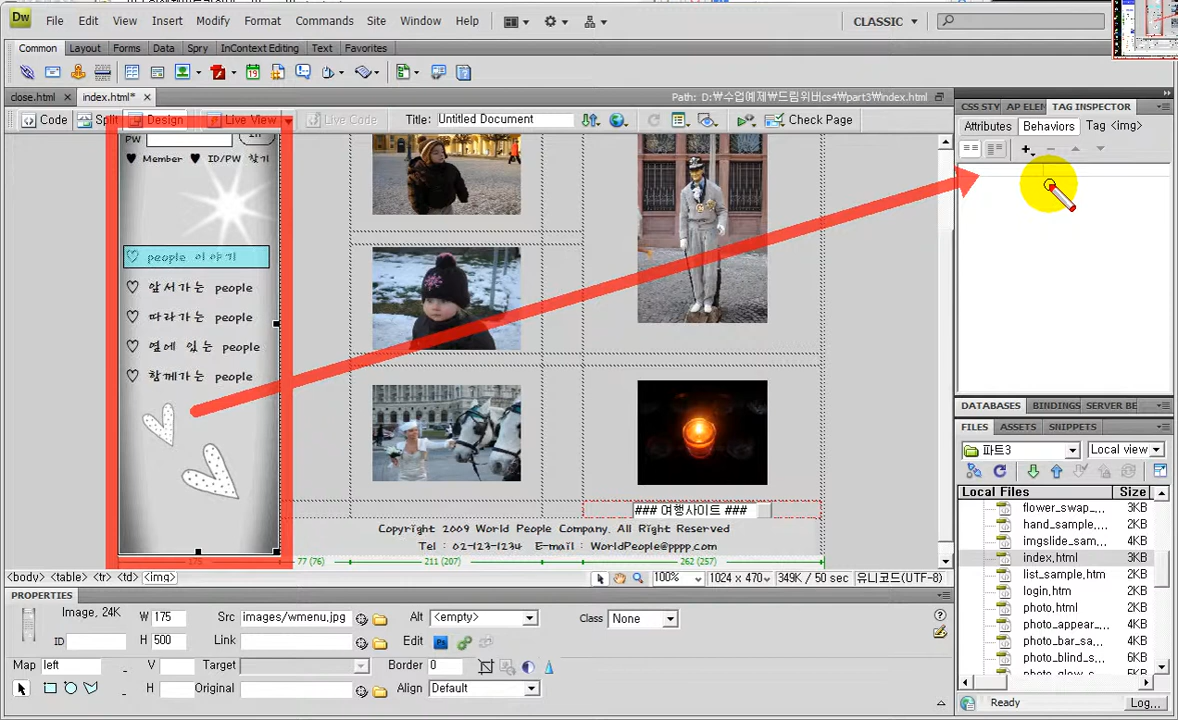 Dw File Edit View Insert Modify Format Commands Site Window Help CLASSIC
Common Layout Forms Data Spry InContext Editing Text Favorites
close.html index.html* Path: D:₩수업예제₩드림위버cs4₩part3₩index.html
Code Split Design Live View Live Code Title: Untitled Document Check Page
CSS STY AP ELEM TAG INSPECTOR
Attributes Behaviors Tag <img>
PW
Member ID/PW 찾기
people 이야기
앞서가는 people
따라가는 people
옆에 있는 people
함께가는 people
### 여행사이트 ###
Copyright 2009 World People Company. All Right Reserved
Tel : 02-123-1234 E-mail : WorldPeople@pppp.com
175 77 (76) 211 (207) 262 (257)
<body> <table> <tr> <td> <img> 100% 1024 x 470 349K / 50 sec 유니코드(UTF-8)
PROPERTIES
Image, 24K W 175 Src images/wmenu.jpg Alt <empty> Class None
ID H 500 Link Edit
Map left V Target Border 0
H Original Align Default
DATABASES BINDINGS SERVER BE
FILES ASSETS SNIPPETS
파트3 Local view
Local Files Size
flower_swap_... 3KB
hand_sample,... 2KB
imgslide_sam... 2KB
index,html 3KB
list_sample,htm 2KB
login,htm 2KB
photo,html 2KB
photo_appear_... 4KB
photo_bar_sa... 4KB
photo_blind_s... 6KB
photo_glow_s...
Ready Log...